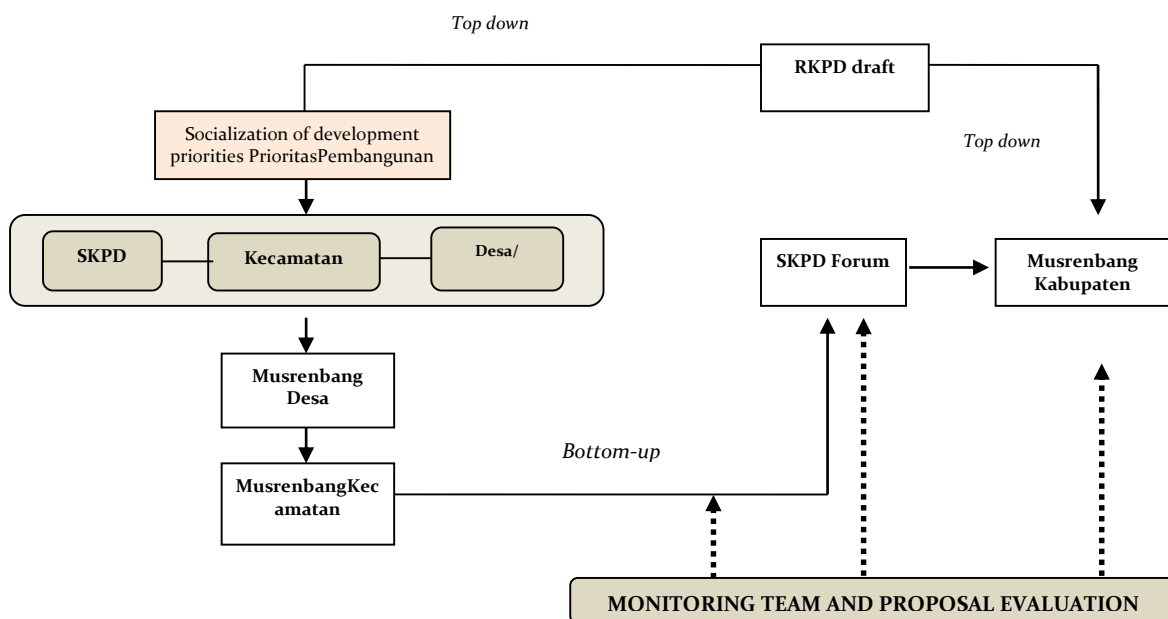 Top down
RKPD draft
Socialization of development
priorities PrioritasPembangunan
Top down
SKPD
Kecamatan
Desa/
SKPD Forum
Musrenbang
Kabupaten
Musrenbang
Desa
Bottom-up
MusrenbangKec
amatan
MONITORING TEAM AND PROPOSAL EVALUATION